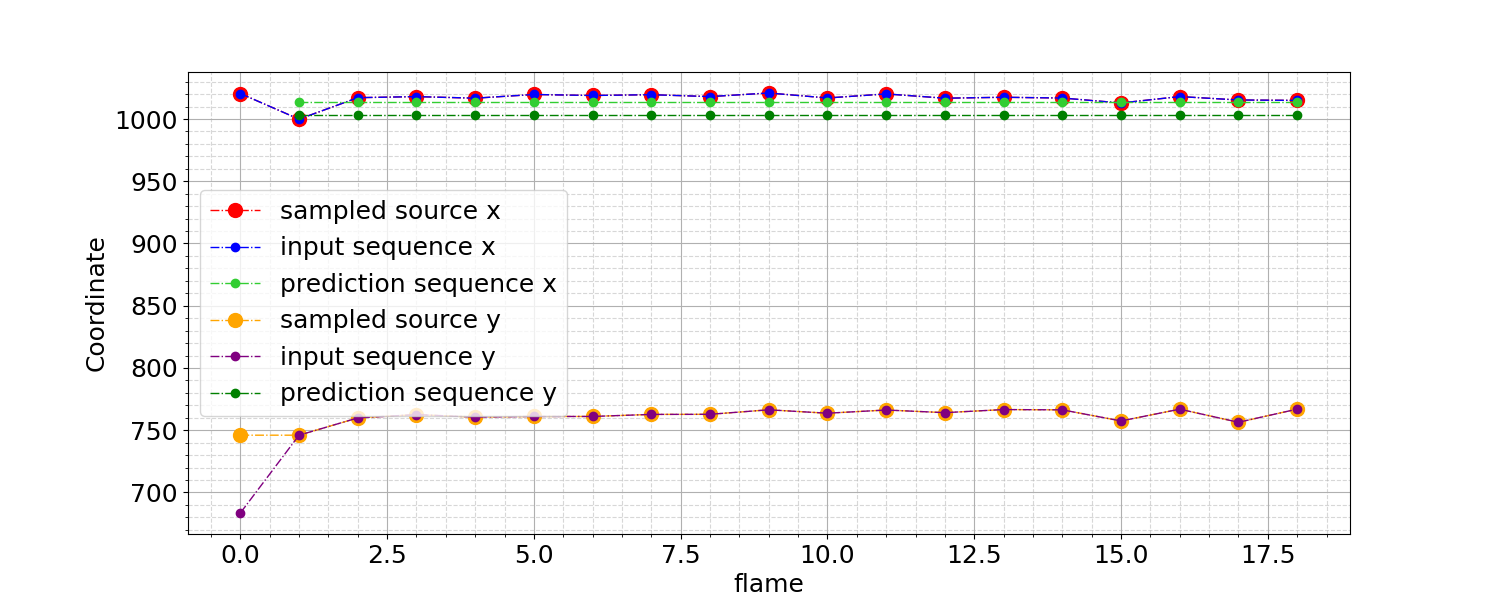 1000
950
900
850
800
750
700
Coordinate
sampled source x
input sequence x
prediction sequence x
sampled source y
input sequence y
prediction sequence y
0.0 2.5 5.0 7.5 10.0 12.5 15.0 17.5
flame